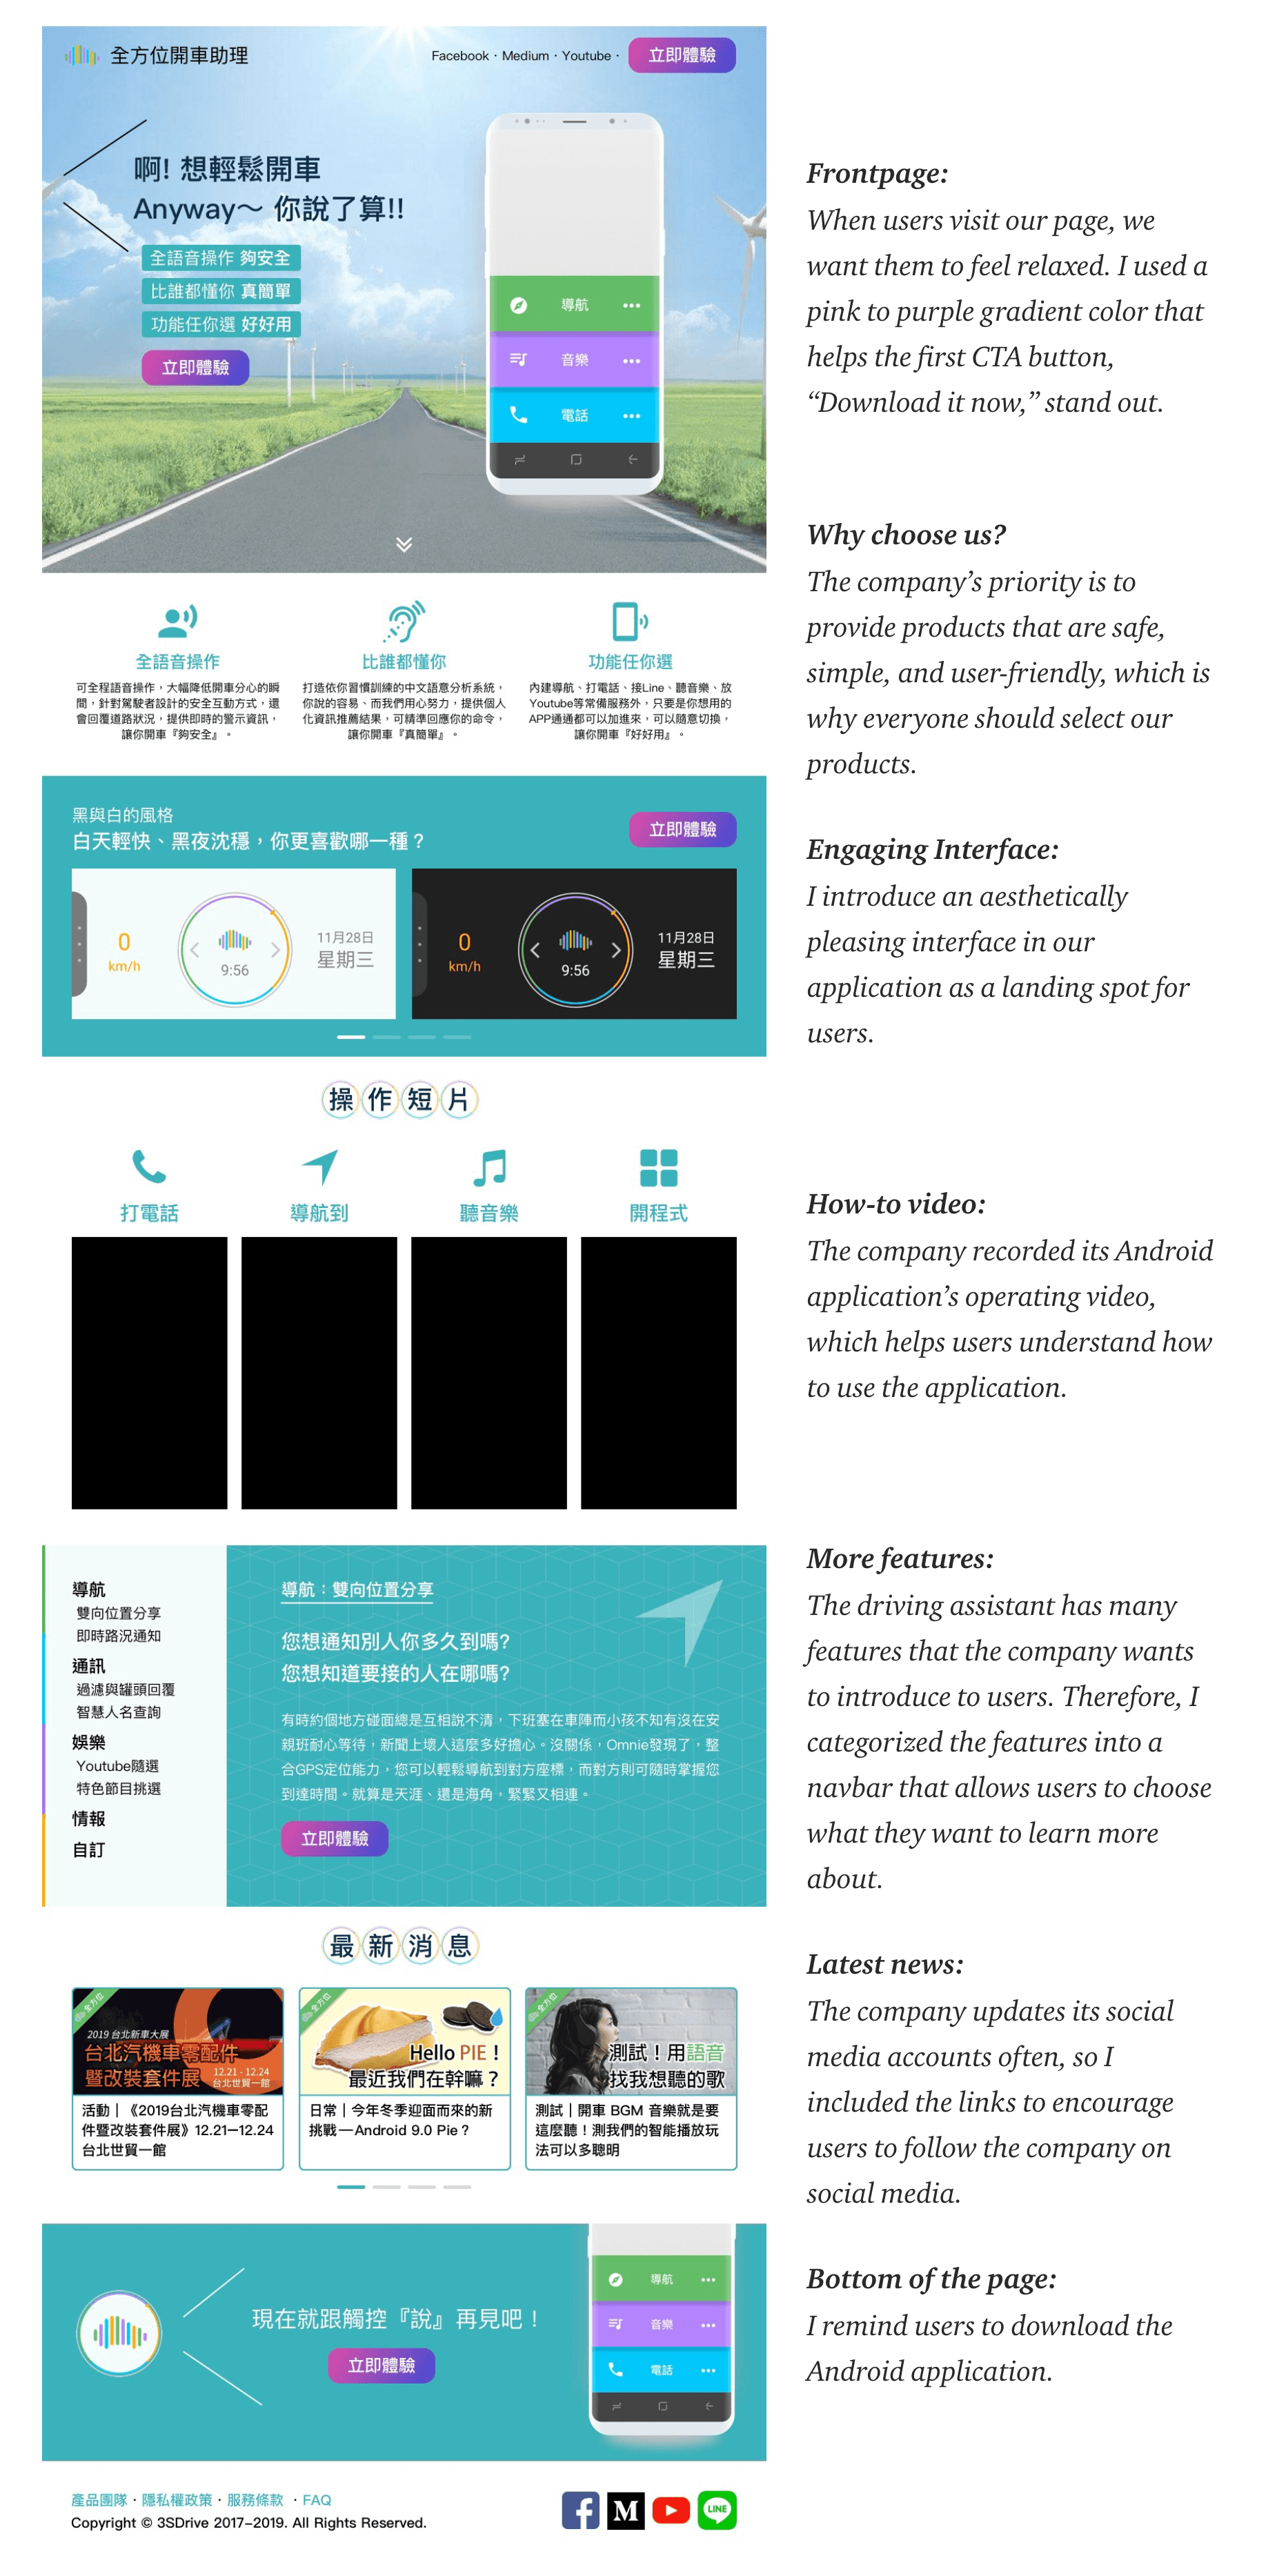 全方位開車助理
Facebook · Medium · Youtube ·
立即體驗
啊! 想輕鬆開車
Anyway～ 你說了算!!
全語音操作 夠安全
比誰都懂你 真簡單
功能任你選 好好用
立即體驗
導航
音樂
電話
Frontpage:
When users visit our page, we
want them to feel relaxed. I used a
pink to purple gradient color that
helps the first CTA button,
“Download it now,” stand out.
全語音操作
可全程語音操作，大幅降低開車分心的瞬
間，針對駕駛者設計的安全互動方式，還
會回覆道路狀況，提供即時的警示資訊，
讓你開車『夠安全』。
比誰都懂你
打造依你習慣訓練的中文語意分析系統，
你說的容易、而我們用心努力，提供個人
化資訊推薦結果，可精準回應你的命令，
讓你開車『真簡單』。
功能任你選
內建導航、打電話、接Line、聽音樂、放
Youtube等常備服務外，只要是你想用的
APP通通都可以加進來，可以隨意切換，
讓你開車『好好用』。
Why choose us?
The company’s priority is to
provide products that are safe,
simple, and user-friendly, which is
why everyone should select our
products.
黑與白的風格
白天輕快、黑夜沈穩，你更喜歡哪一種？
立即體驗
0
km/h
9:56
11月28日
星期三
0
km/h
9:56
11月28日
星期三
Engaging Interface:
I introduce an aesthetically
pleasing interface in our
application as a landing spot for
users.
操作短片
打電話
導航到
聽音樂
開程式
How-to video:
The company recorded its Android
application’s operating video,
which helps users understand how
to use the application.
導航
雙向位置分享
即時路況通知
通訊
過濾與罐頭回覆
智慧人名查詢
娛樂
Youtube隨選
特色節目挑選
情報
自訂
導航：雙向位置分享
您想通知別人你多久到嗎?
您想知道要接的人在哪嗎?
有時約個地方碰面總是互相說不清，下班塞在車陣而小孩不知有沒在安
親班耐心等待，新聞上壞人這麼多好擔心。沒關係，Omnie發現了，整
合GPS定位能力，您可以輕鬆導航到對方座標，而對方則可隨時掌握您
到達時間。就算是天涯、還是海角，緊緊又相連。
立即體驗
More features:
The driving assistant has many
features that the company wants
to introduce to users. Therefore, I
categorized the features into a
navbar that allows users to choose
what they want to learn more
about.
最新消息
全方位
2019 台北新車大展
台北汽機車零配件
暨改裝套件展
12.21 - 12.24
台北世貿一館
活動｜《2019台北汽機車零配
件暨改裝套件展》12.21—12.24
台北世貿一館
全方位
Hello PIE！
最近我們在幹嘛？
日常｜今年冬季迎面而來的新
挑戰—Android 9.0 Pie？
全方位
測試！用語音
找我想聽的歌
測試｜開車 BGM 音樂就是要
這麼聽！測我們的智能播放玩
法可以多聰明
Latest news:
The company updates its social
media accounts often, so I
included the links to encourage
users to follow the company on
social media.
現在就跟觸控『說』再見吧！
立即體驗
導航
音樂
電話
Bottom of the page:
I remind users to download the
Android application.
產品團隊 · 隱私權政策 · 服務條款 · FAQ
Copyright © 3SDrive 2017–2019. All Rights Reserved.
LINE